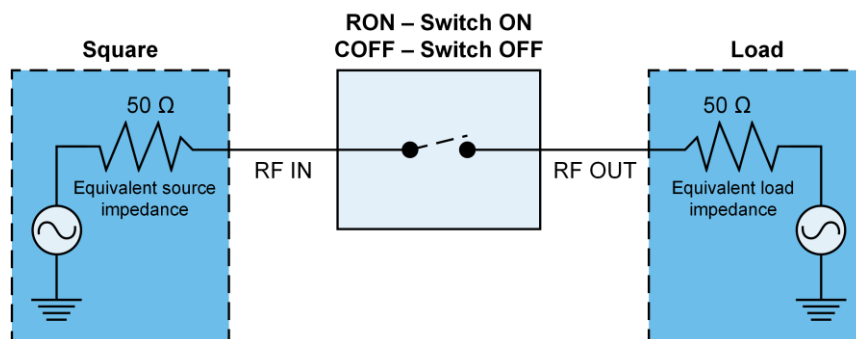 RON – Switch ON
COFF – Switch OFF
Square
Load
50 Ω
50 Ω
RF IN
RF OUT
Equivalent source
impedance
Equivalent load
impedance